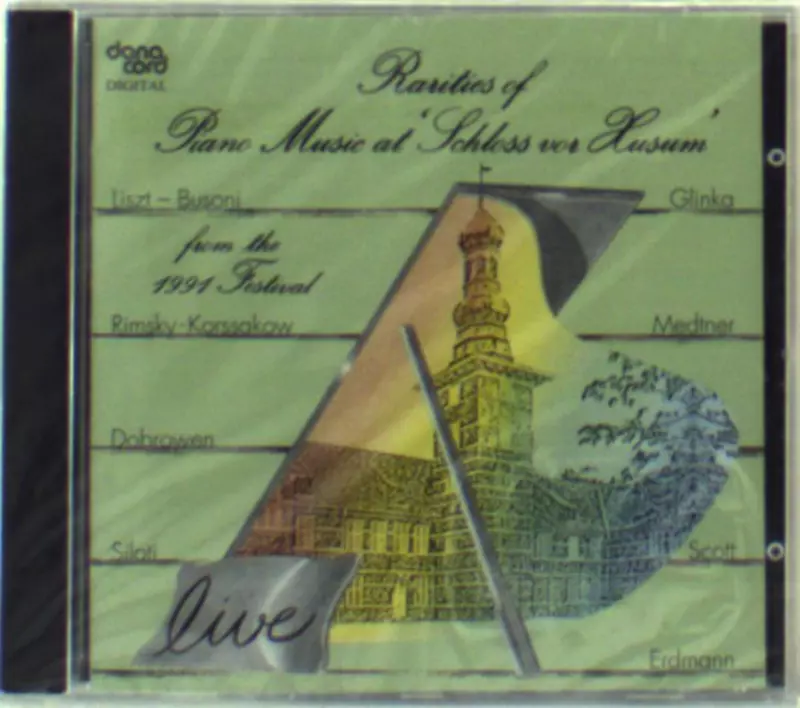 dana
cord
DIGITAL
Rarities of
Piano Music at 'Schloss vor Husum'
Liszt – Busoni
Glinka
from the
1991 Festival
Rimsky-Korssakow
Medtner
Dobrowen
Siloti
Scott
live
Erdmann